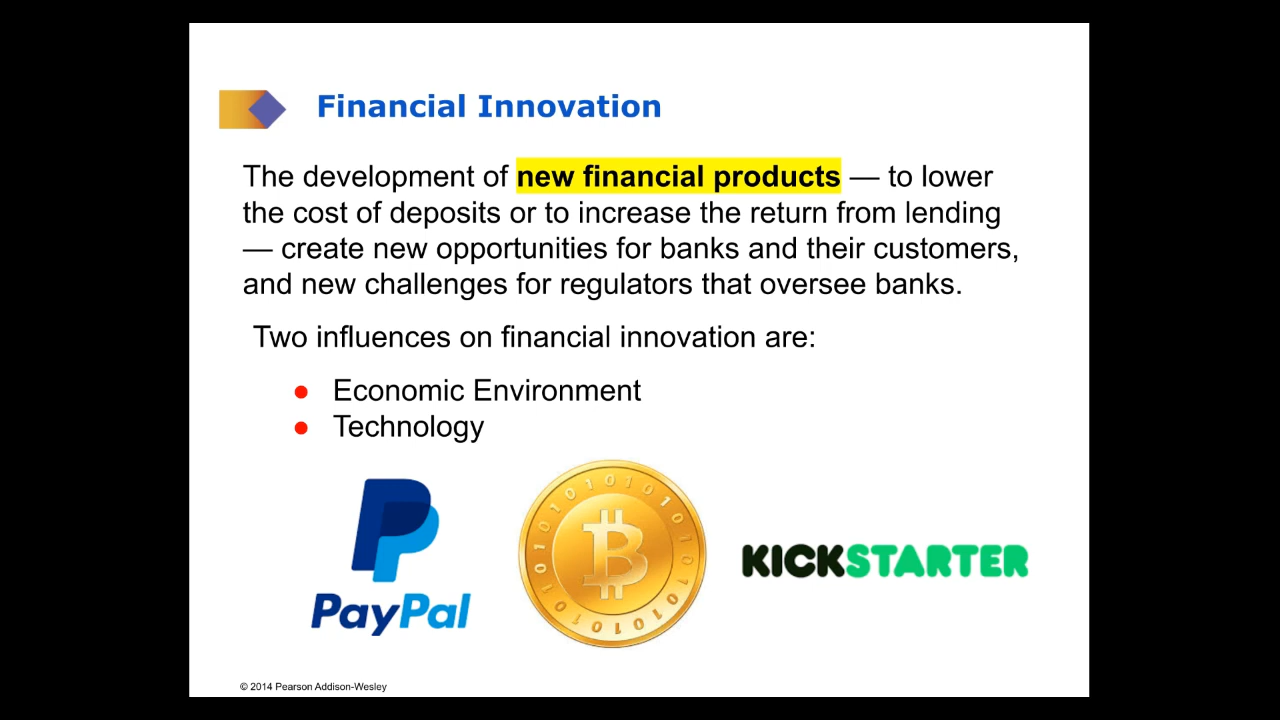 Financial Innovation
The development of new financial products — to lower
the cost of deposits or to increase the return from lending
— create new opportunities for banks and their customers,
and new challenges for regulators that oversee banks.
Two influences on financial innovation are:
● Economic Environment
● Technology
PayPal
KICKSTARTER
© 2014 Pearson Addison-Wesley